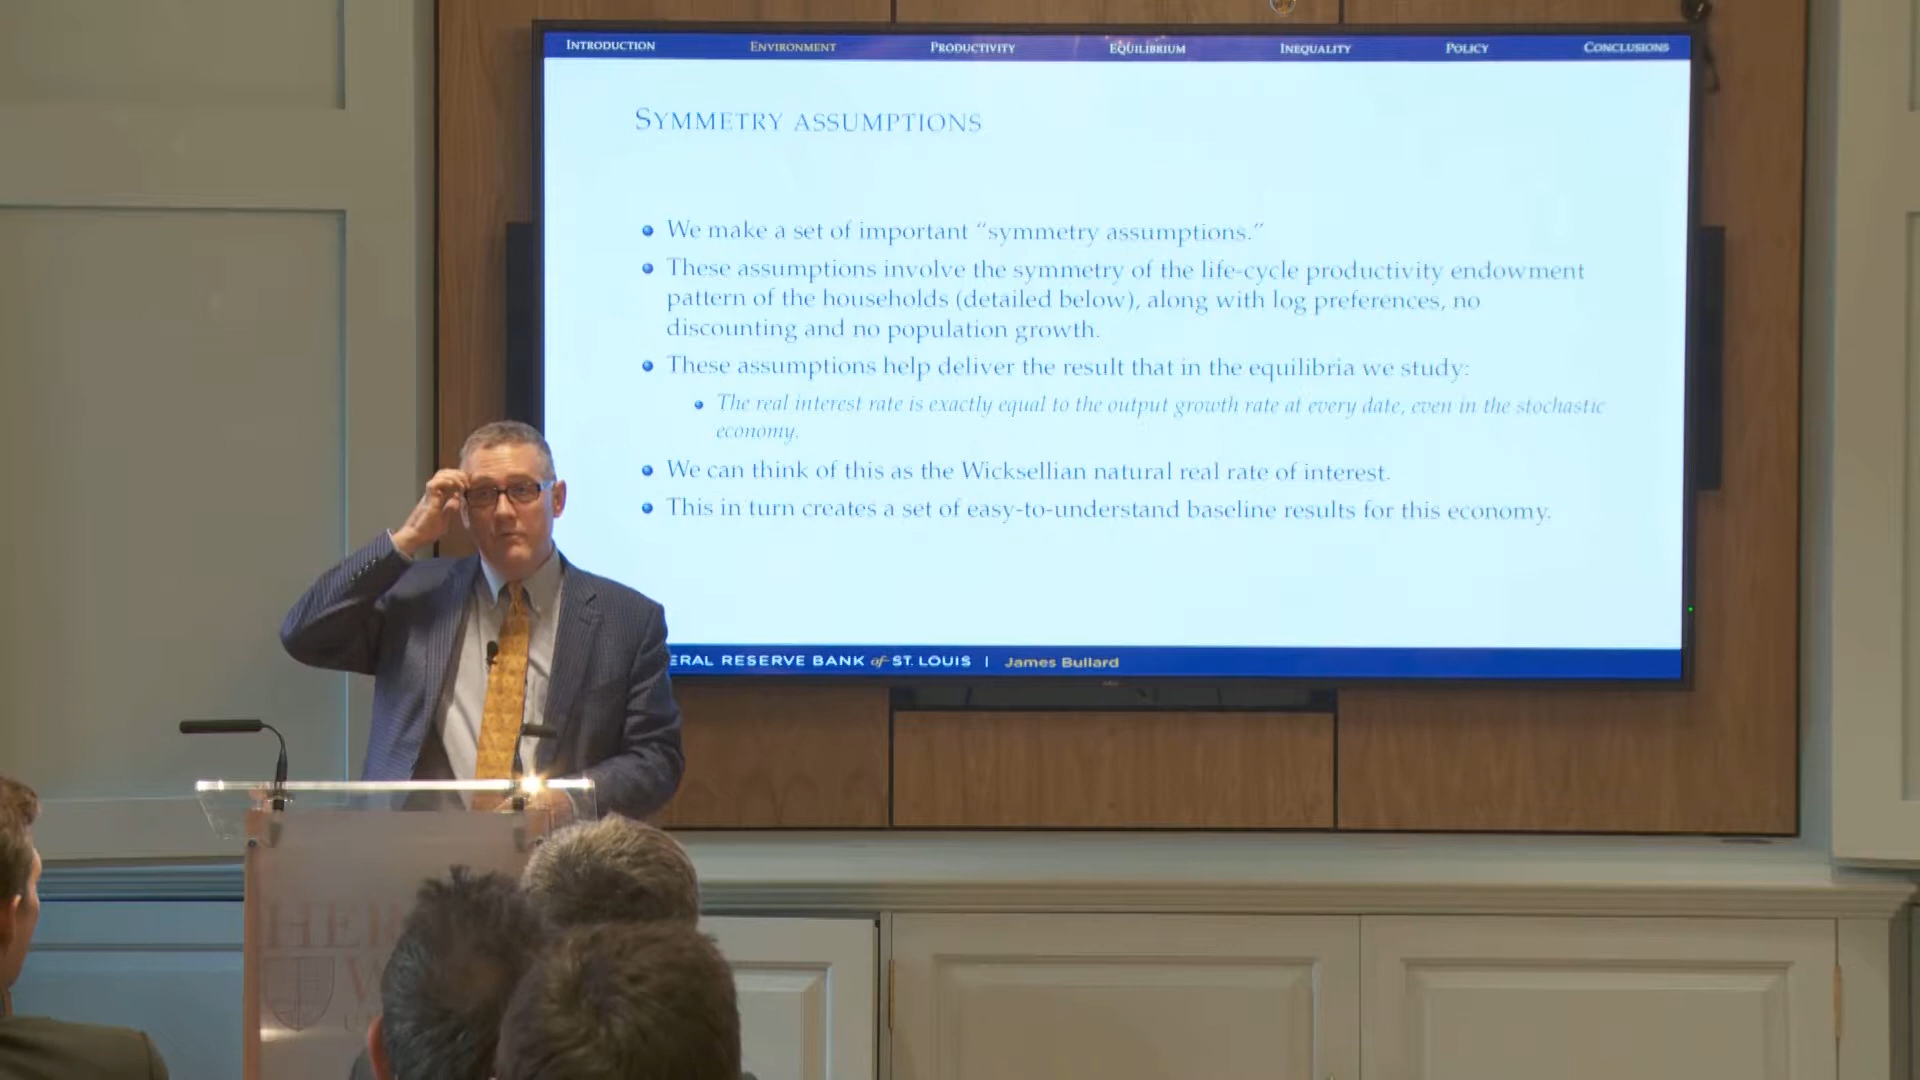 INTRODUCTION ENVIRONMENT PRODUCTIVITY EQUILIBRIUM INEQUALITY POLICY CONCLUSIONS
SYMMETRY ASSUMPTIONS
We make a set of important “symmetry assumptions.”
These assumptions involve the symmetry of the life-cycle productivity endowment
pattern of the households (detailed below), along with log preferences, no
discounting and no population growth.
These assumptions help deliver the result that in the equilibria we study:
The real interest rate is exactly equal to the output growth rate at every date, even in the stochastic
economy.
We can think of this as the Wicksellian natural real rate of interest.
This in turn creates a set of easy-to-understand baseline results for this economy.
ERAL RESERVE BANK of ST. LOUIS | James Bullard
HER
W